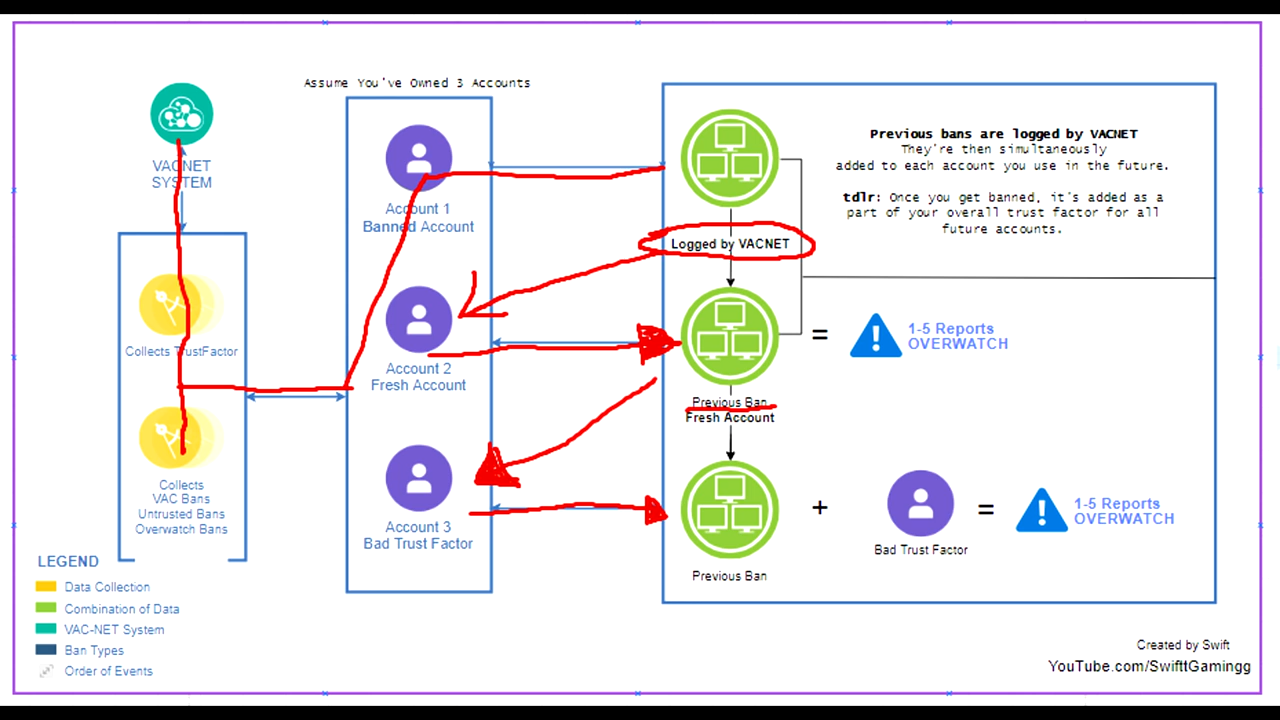 Assume You've Owned 3 Accounts
VACNET
SYSTEM
Collects TrustFactor
Collects
VAC Bans
Untrusted Bans
Overwatch Bans
LEGEND
Data Collection
Combination of Data
VAC-NET System
Ban Types
Order of Events
Account 1
Banned Account
Account 2
Fresh Account
Account 3
Bad Trust Factor
Previous bans are logged by VACNET
They're then simultaneously
added to each account you use in the future.
tdlr: Once you get banned, it's added as a
part of your overall trust factor for all
future accounts.
Logged by VACNET
=
1-5 Reports
OVERWATCH
Previous Ban
Fresh Account
+
=
1-5 Reports
OVERWATCH
Bad Trust Factor
Previous Ban
Created by Swift
YouTube.com/SwifttGamingg